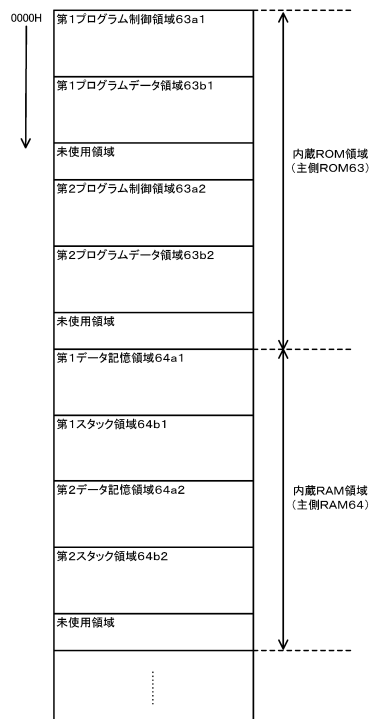 0000H
第1プログラム制御領域63a1
第1プログラムデータ領域63b1
未使用領域
第2プログラム制御領域63a2
第2プログラムデータ領域63b2
未使用領域
内蔵ROM領域
(主側ROM63)
第1データ記憶領域64a1
第1スタック領域64b1
第2データ記憶領域64a2
第2スタック領域64b2
未使用領域
内蔵RAM領域
(主側RAM64)